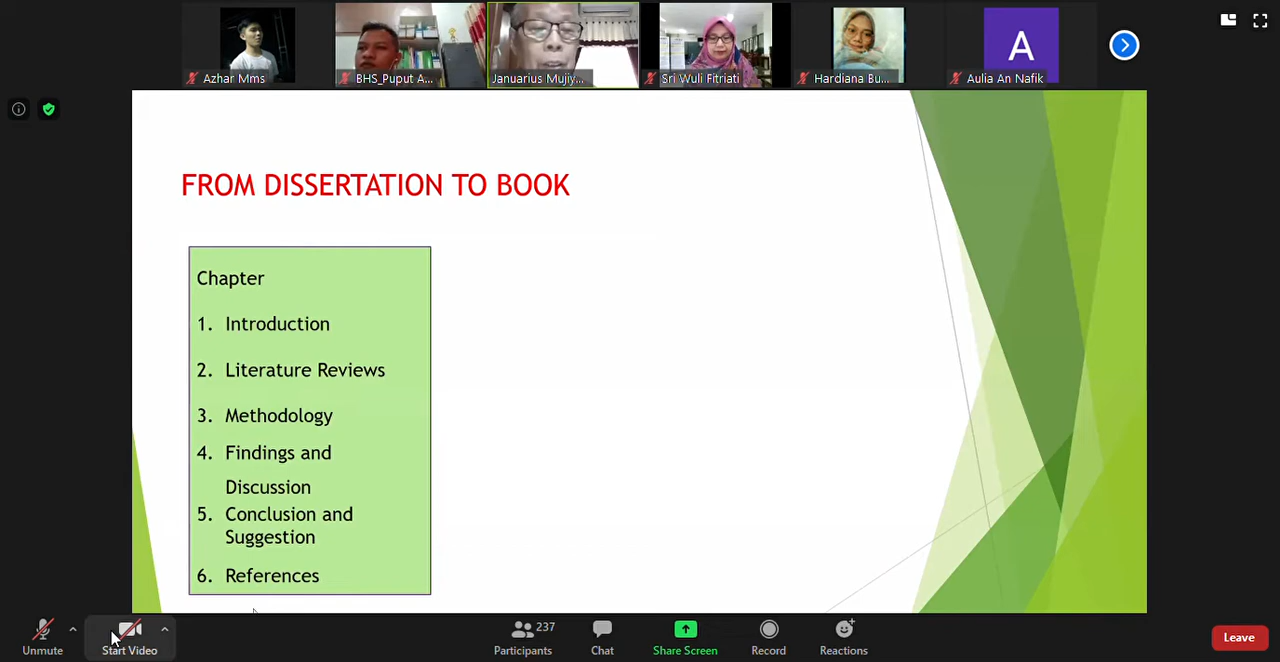 Azhar Mms
BHS_Puput A...
Januarius Mujiy...
Sri Wuli Fitriati
Hardiana Bu...
A
Aulia An Nafik
FROM DISSERTATION TO BOOK
Chapter
1. Introduction
2. Literature Reviews
3. Methodology
4. Findings and
Discussion
5. Conclusion and
Suggestion
6. References
Unmute
Start Video
237
Participants
Chat
Share Screen
Record
Reactions
Leave